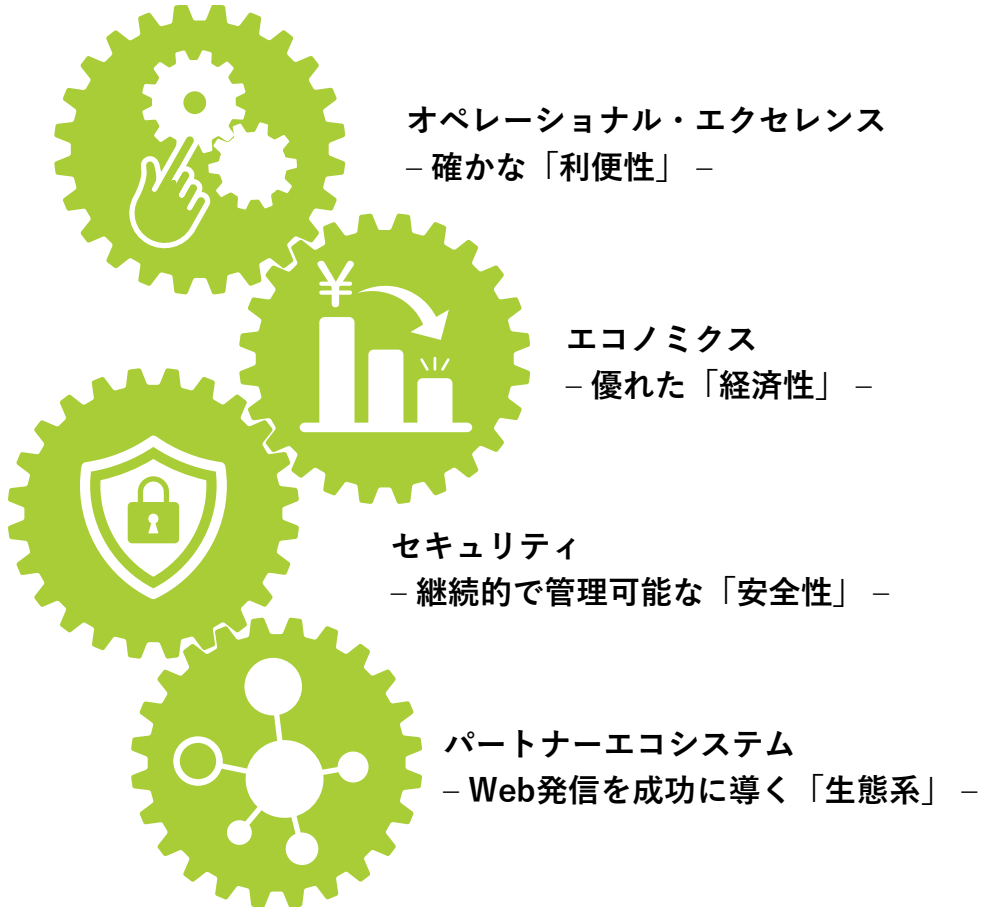 オペレーショナル・エクセレンス
– 確かな「利便性」 –
¥
エコノミクス
– 優れた「経済性」 –
セキュリティ
– 継続的で管理可能な「安全性」 –
パートナーエコシステム
– Web発信を成功に導く「生態系」 –